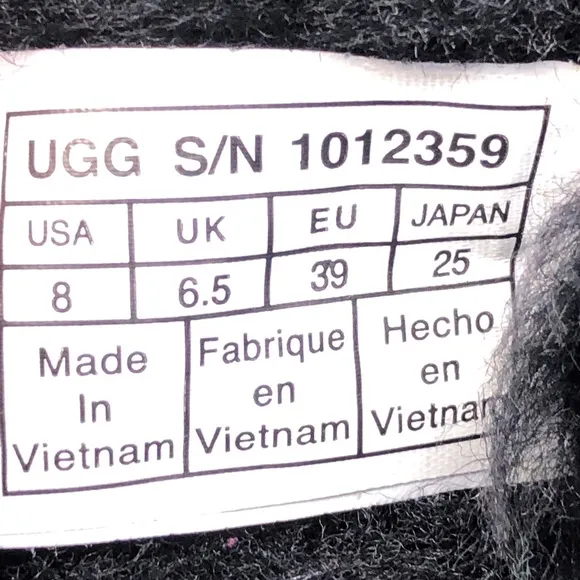 UGG S/N 1012359
USA UK EU JAPAN
8 6.5 39 25
Made In Vietnam
Fabrique en Vietnam
Hecho en